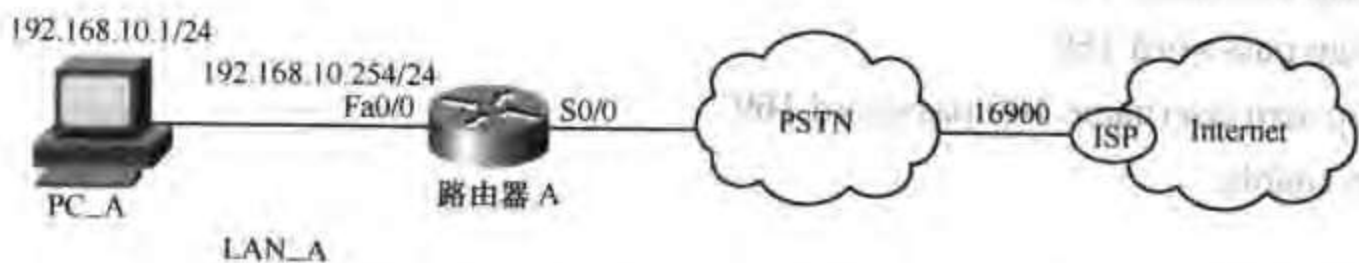 192.168.10.1/24
192.168.10.254/24
Fa0/0
S0/0
PSTN
16900
ISP
Internet
PC_A
路由器 A
LAN_A